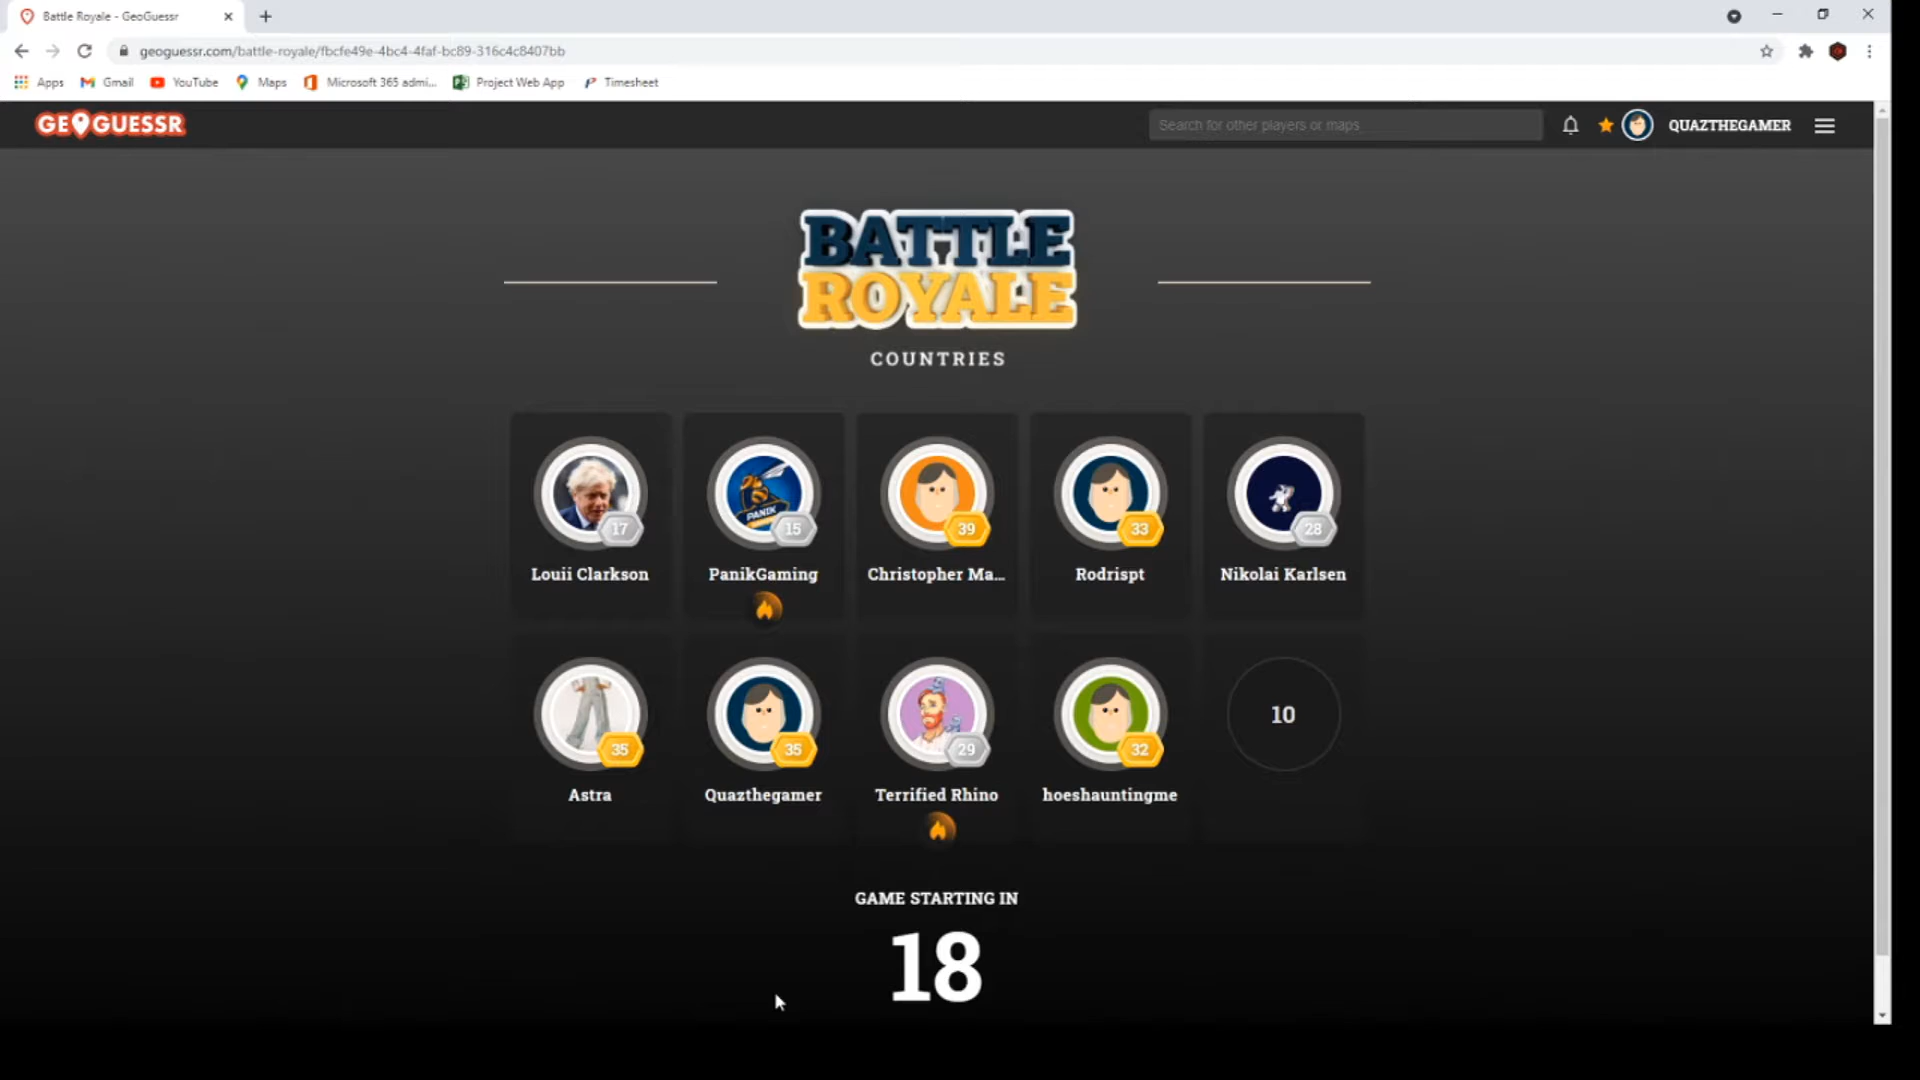 Battle Royale - GeoGuessr
geoguessr.com/battle-royale/fbcfe49e-4bc4-4faf-bc89-316c4c8407bb
Apps Gmail YouTube Maps Microsoft 365 admi... Project Web App Timesheet
GEOGUESSR Search for other players or maps QUAZTHEGAMER
BATTLE
ROYALE
COUNTRIES
PANIK
17 15 39 33 28
Louii Clarkson PanikGaming Christopher Ma... Rodrispt Nikolai Karlsen
10
35 35 29 32
Astra Quazthegamer Terrified Rhino hoeshauntingme
GAME STARTING IN
18